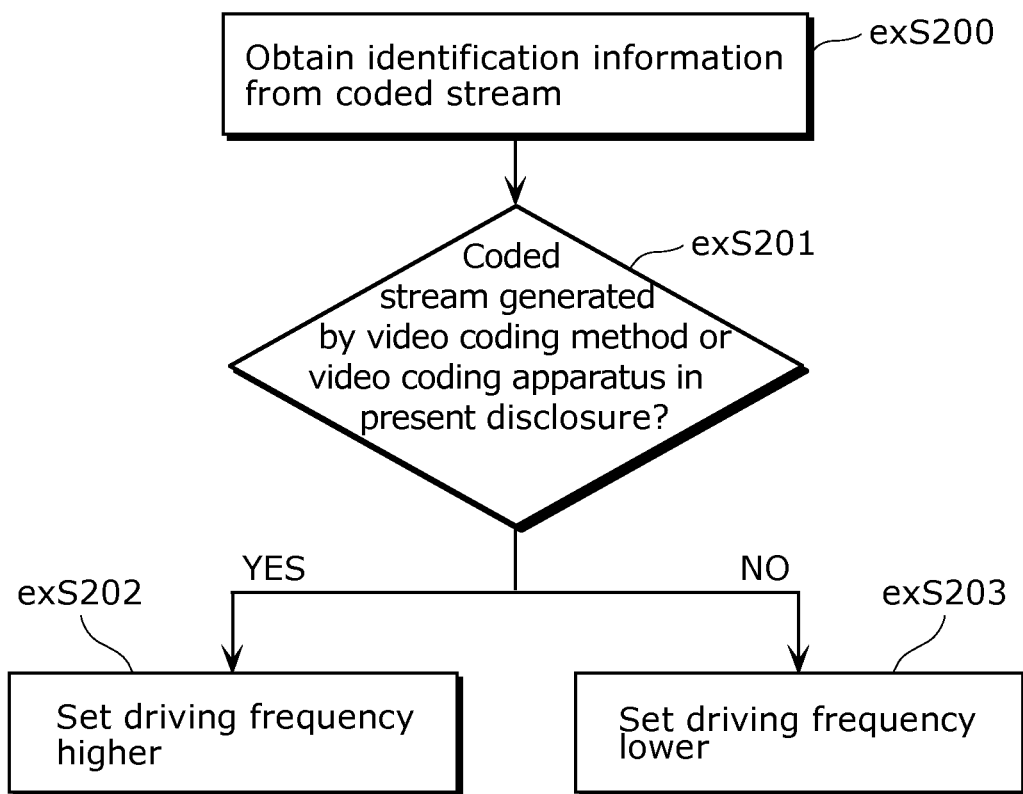 exS200
Obtain identification information
from coded stream
exS201
Coded
stream generated
by video coding method or
video coding apparatus in
present disclosure?
YES
NO
exS202
exS203
Set driving frequency
higher
Set driving frequency
lower